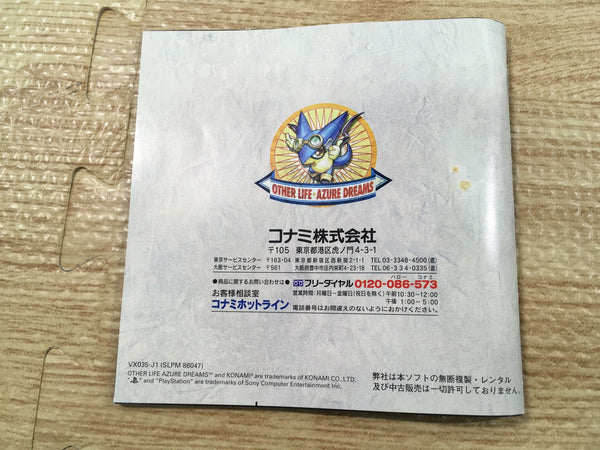 OTHER LIFE AZURE DREAMS
コナミ株式会社
〒105 東京都港区虎ノ門4-3-1
東京サービスセンター 〒163-04 東京都新宿区西新宿2-1-1 TEL 03-3348-4500(直)
大阪サービスセンター 〒561 大阪府豊中市庄内栄町4-23-18 TEL 06-334-0335(直)
●商品に関するお問い合わせは● フリーダイヤル 0120-086-573
ハロー コナミ
お客様相談室 営業時間:月曜日~金曜日(祝日を除く) 午前10:30~12:00
午後 1:00~5:00
コナミホットライン 電話番号はお間違えのないようにおかけください。
VX035-J1 (SLPM 86047)
OTHER LIFE AZURE DREAMS™ and KONAMI® are trademarks of KONAMI CO., LTD.
" " and "PlayStation" are trademarks of Sony Computer Entertainment Inc.
弊社は本ソフトの無断複製・レンタル
及び中古販売は一切許可しておりません。